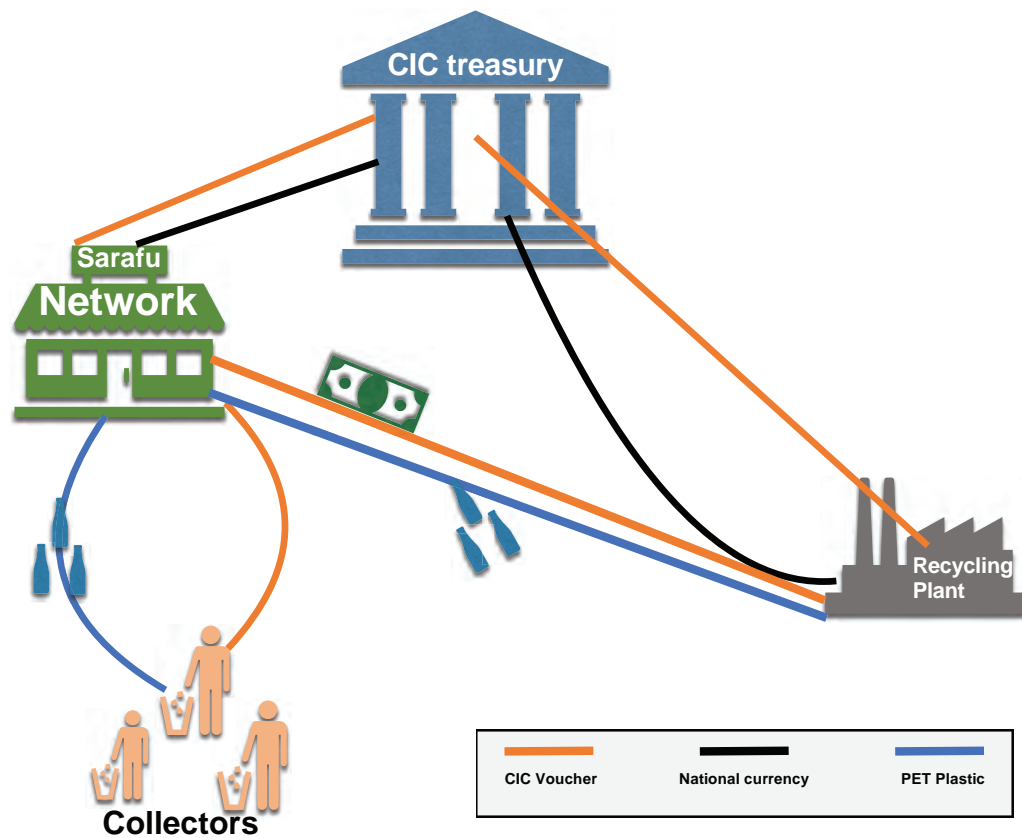 CIC treasury
Sarafu
Network
Recycling
Plant
Collectors
CIC Voucher
National currency
PET Plastic